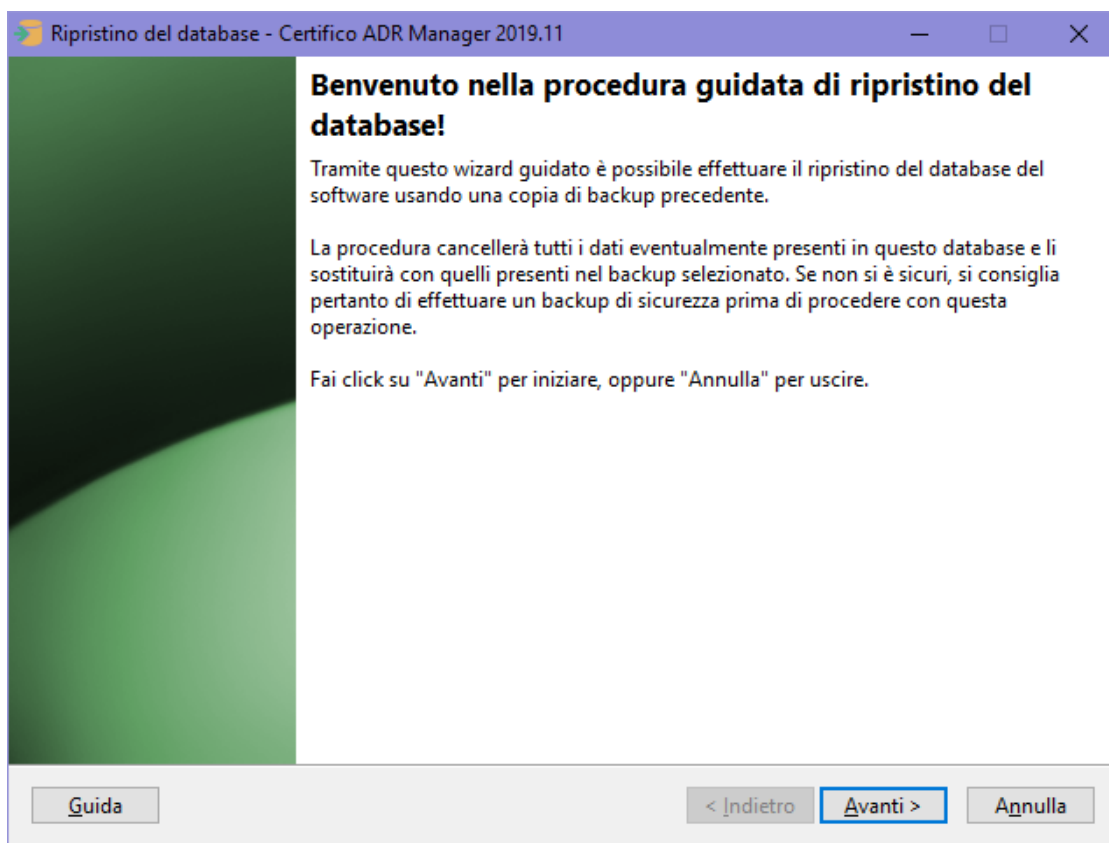 Ripristino del database - Certifico ADR Manager 2019.11
Benvenuto nella procedura guidata di ripristino del
database!
Tramite questo wizard guidato è possibile effettuare il ripristino del database del
software usando una copia di backup precedente.
La procedura cancellerà tutti i dati eventualmente presenti in questo database e li
sostituirà con quelli presenti nel backup selezionato. Se non si è sicuri, si consiglia
pertanto di effettuare un backup di sicurezza prima di procedere con questa
operazione.
Fai click su "Avanti" per iniziare, oppure "Annulla" per uscire.
Guida
< Indietro
Avanti >
Annulla